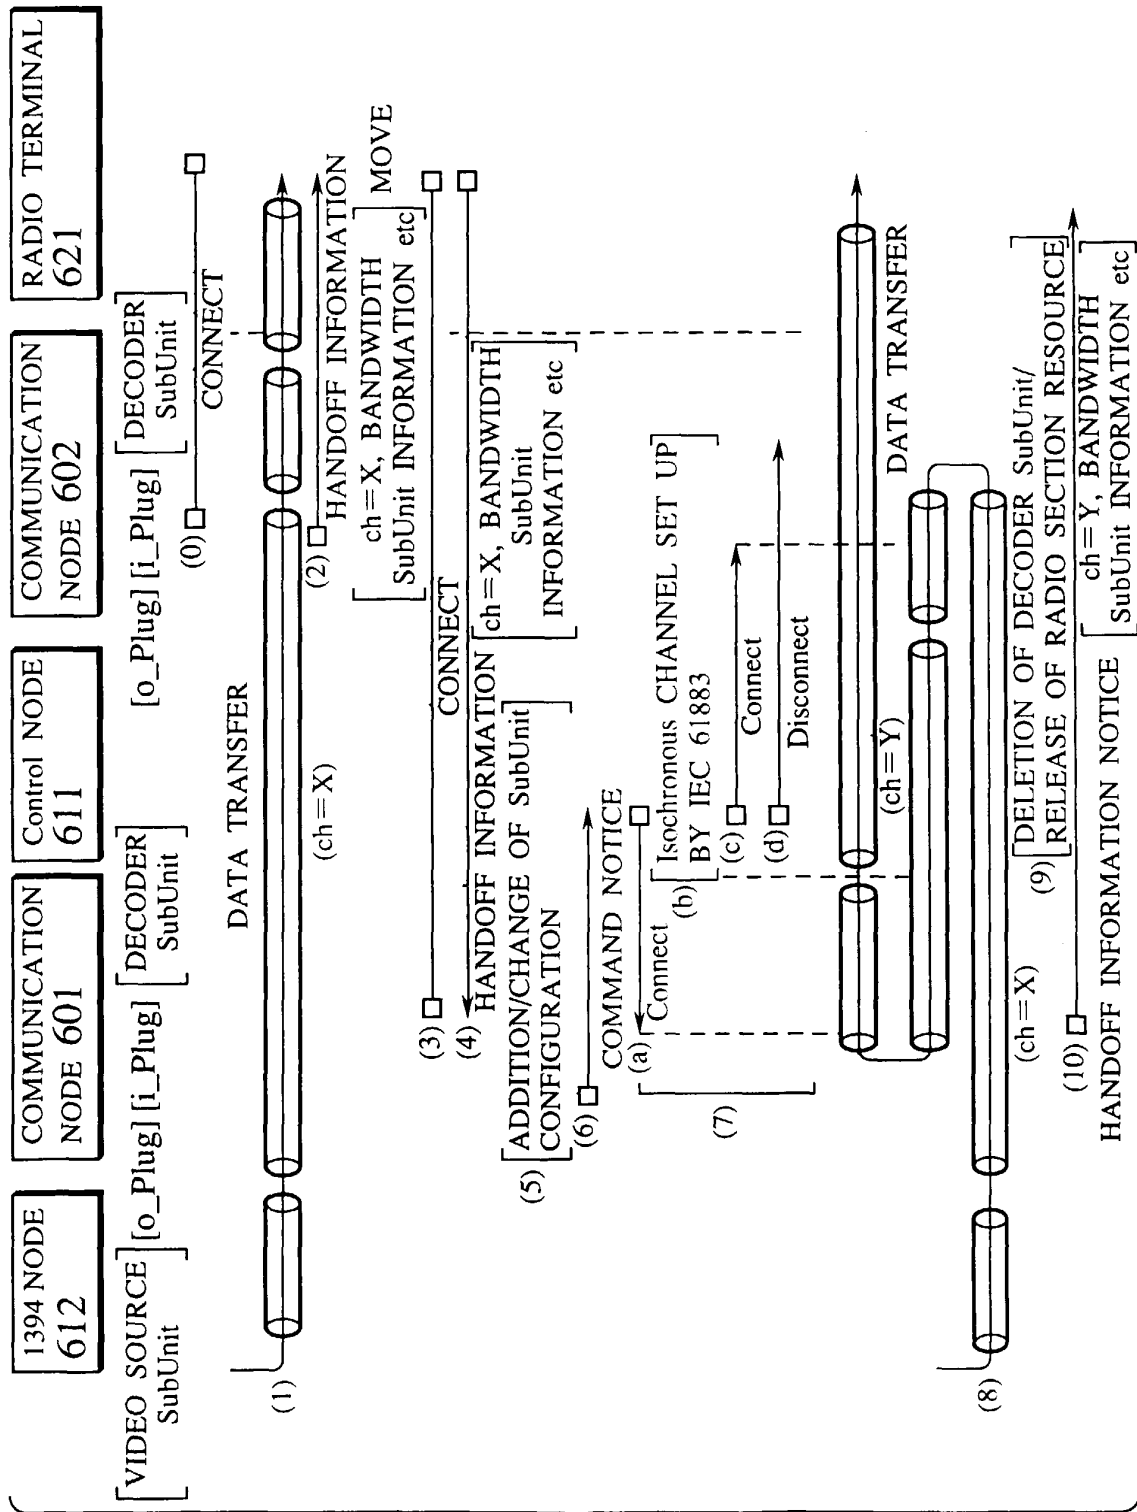 1394 NODE
612
COMMUNICATION
NODE 601
Control NODE
611
COMMUNICATION
NODE 602
RADIO TERMINAL
621
VIDEO SOURCE
SubUnit
[o_Plug] [i_Plug]
DECODER
SubUnit
[o_Plug] [i_Plug]
DECODER
SubUnit
(0)
CONNECT
DATA TRANSFER
(1)
(ch=X)
(2)
HANDOFF INFORMATION
ch=X, BANDWIDTH
SubUnit INFORMATION etc
MOVE
(3)
CONNECT
(4)
HANDOFF INFORMATION
ch=X, BANDWIDTH
SubUnit
INFORMATION etc
(5)
ADDITION/CHANGE OF SubUnit
CONFIGURATION
(6)
COMMAND NOTICE
(7)
(a)
Connect
(b)
Isochronous CHANNEL SET UP
BY IEC 61883
(c)
Connect
(d)
Disconnect
(ch=Y)
DATA TRANSFER
(8)
(ch=X)
(9)
DELETION OF DECODER SubUnit/
RELEASE OF RADIO SECTION RESOURCE
(10)
HANDOFF INFORMATION NOTICE
ch=Y, BANDWIDTH
SubUnit INFORMATION etc